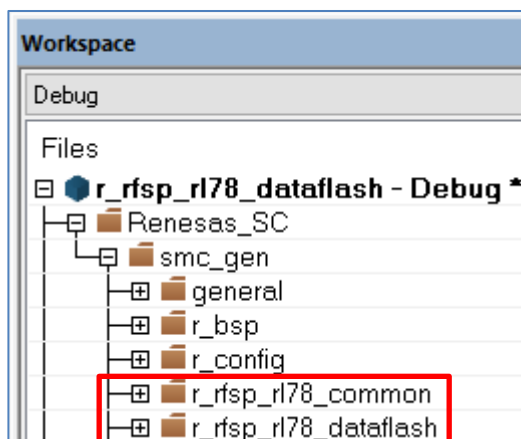 Workspace
Debug
Files
r_rfsp_rl78_dataflash - Debug *
Renesas_SC
smc_gen
general
r_bsp
r_config
r_rfsp_rl78_common
r_rfsp_rl78_dataflash